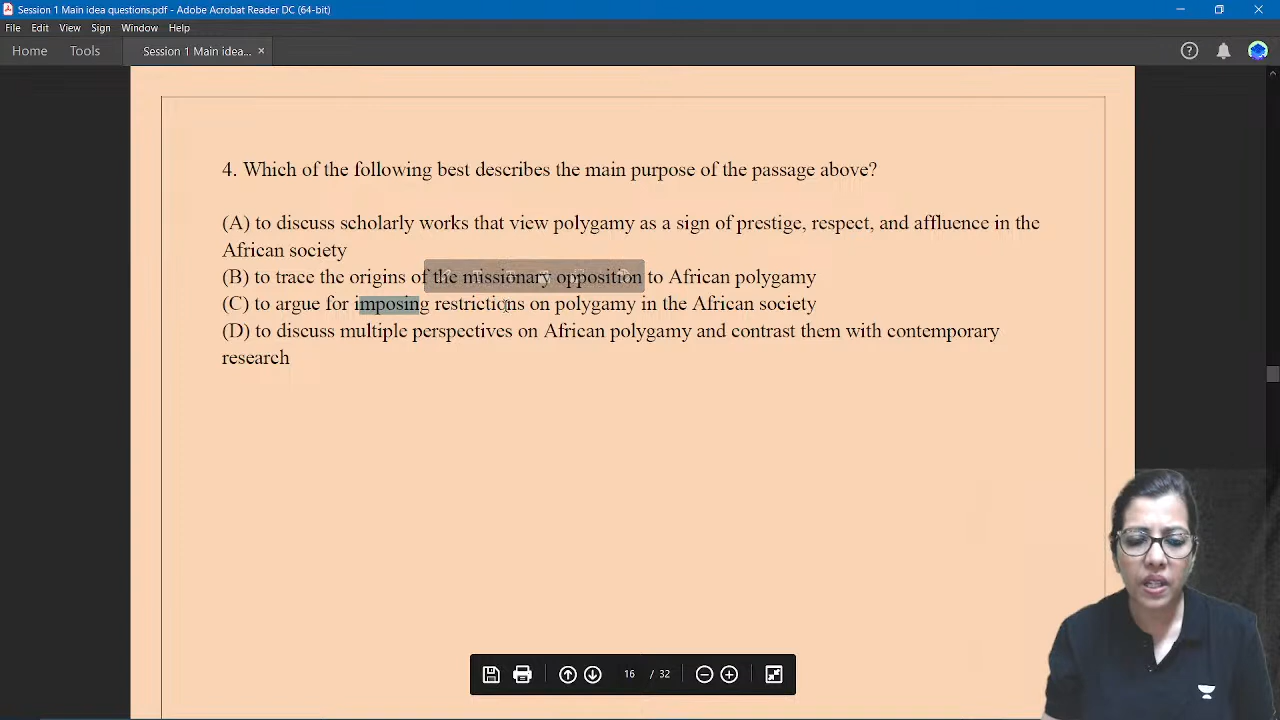 Session 1 Main idea questions.pdf - Adobe Acrobat Reader DC (64-bit)
File Edit View Sign Window Help
Home Tools Session 1 Main idea... ×
4. Which of the following best describes the main purpose of the passage above?
(A) to discuss scholarly works that view polygamy as a sign of prestige, respect, and affluence in the
African society
(B) to trace the origins of the missionary opposition to African polygamy
(C) to argue for imposing restrictions on polygamy in the African society
(D) to discuss multiple perspectives on African polygamy and contrast them with contemporary
research
16 / 32